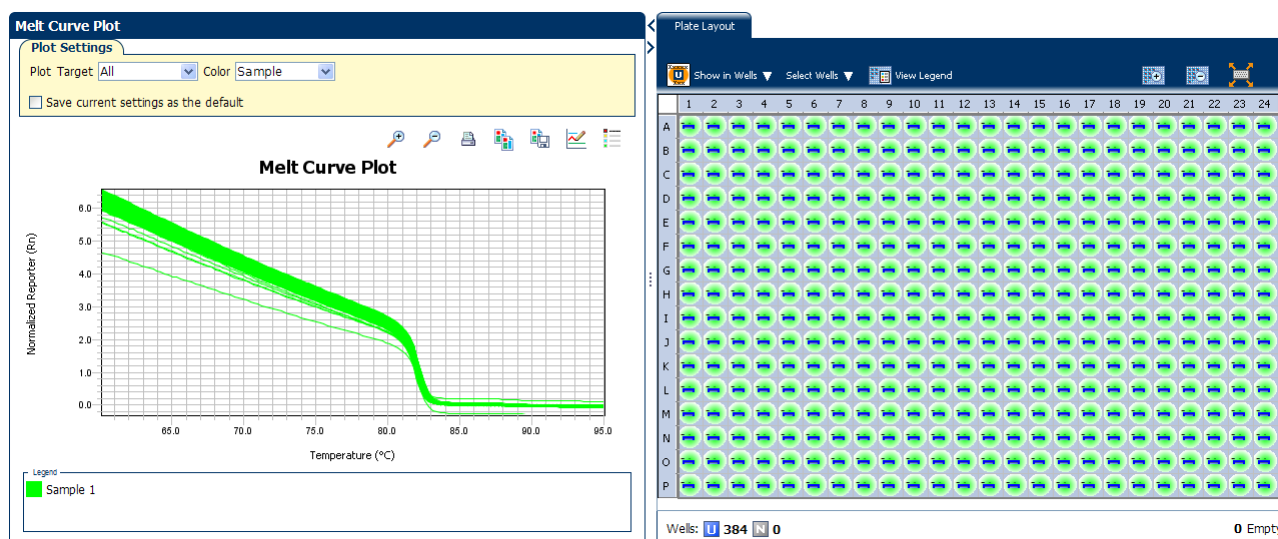 Melt Curve Plot
Plot Settings
Plot Target All Color Sample
Save current settings as the default
Melt Curve Plot
Normalized Reporter (Rn)
6.0
5.0
4.0
3.0
2.0
1.0
0.0
65.0 70.0 75.0 80.0 85.0 90.0 95.0
Temperature (°C)
Legend
Sample 1
Plate Layout
U Show in Wells ▼ Select Wells ▼ View Legend
1 2 3 4 5 6 7 8 9 10 11 12 13 14 15 16 17 18 19 20 21 22 23 24
A
B
C
D
E
F
G
H
I
J
K
L
M
N
O
P
Wells: U 384 N 0 0 Empty